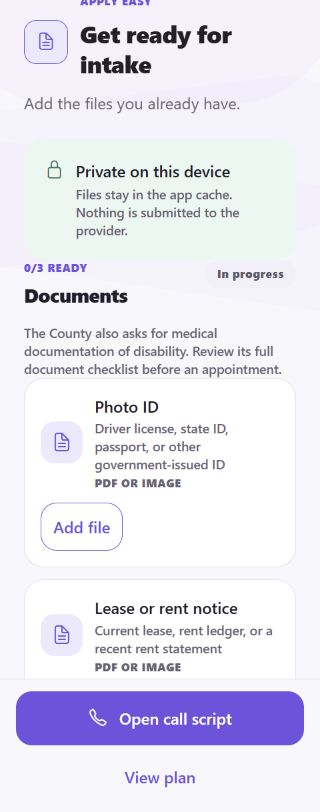 APPLY EASY
Get ready for
intake
Add the files you already have.
Private on this device
Files stay in the app cache.
Nothing is submitted to the
provider.
0/3 READY
In progress
Documents
The County also asks for medical
documentation of disability. Review its full
document checklist before an appointment.
Photo ID
Driver license, state ID,
passport, or other
government-issued ID
PDF OR IMAGE
Add file
Lease or rent notice
Current lease, rent ledger, or a
recent rent statement
PDF OR IMAGE
Open call script
View plan